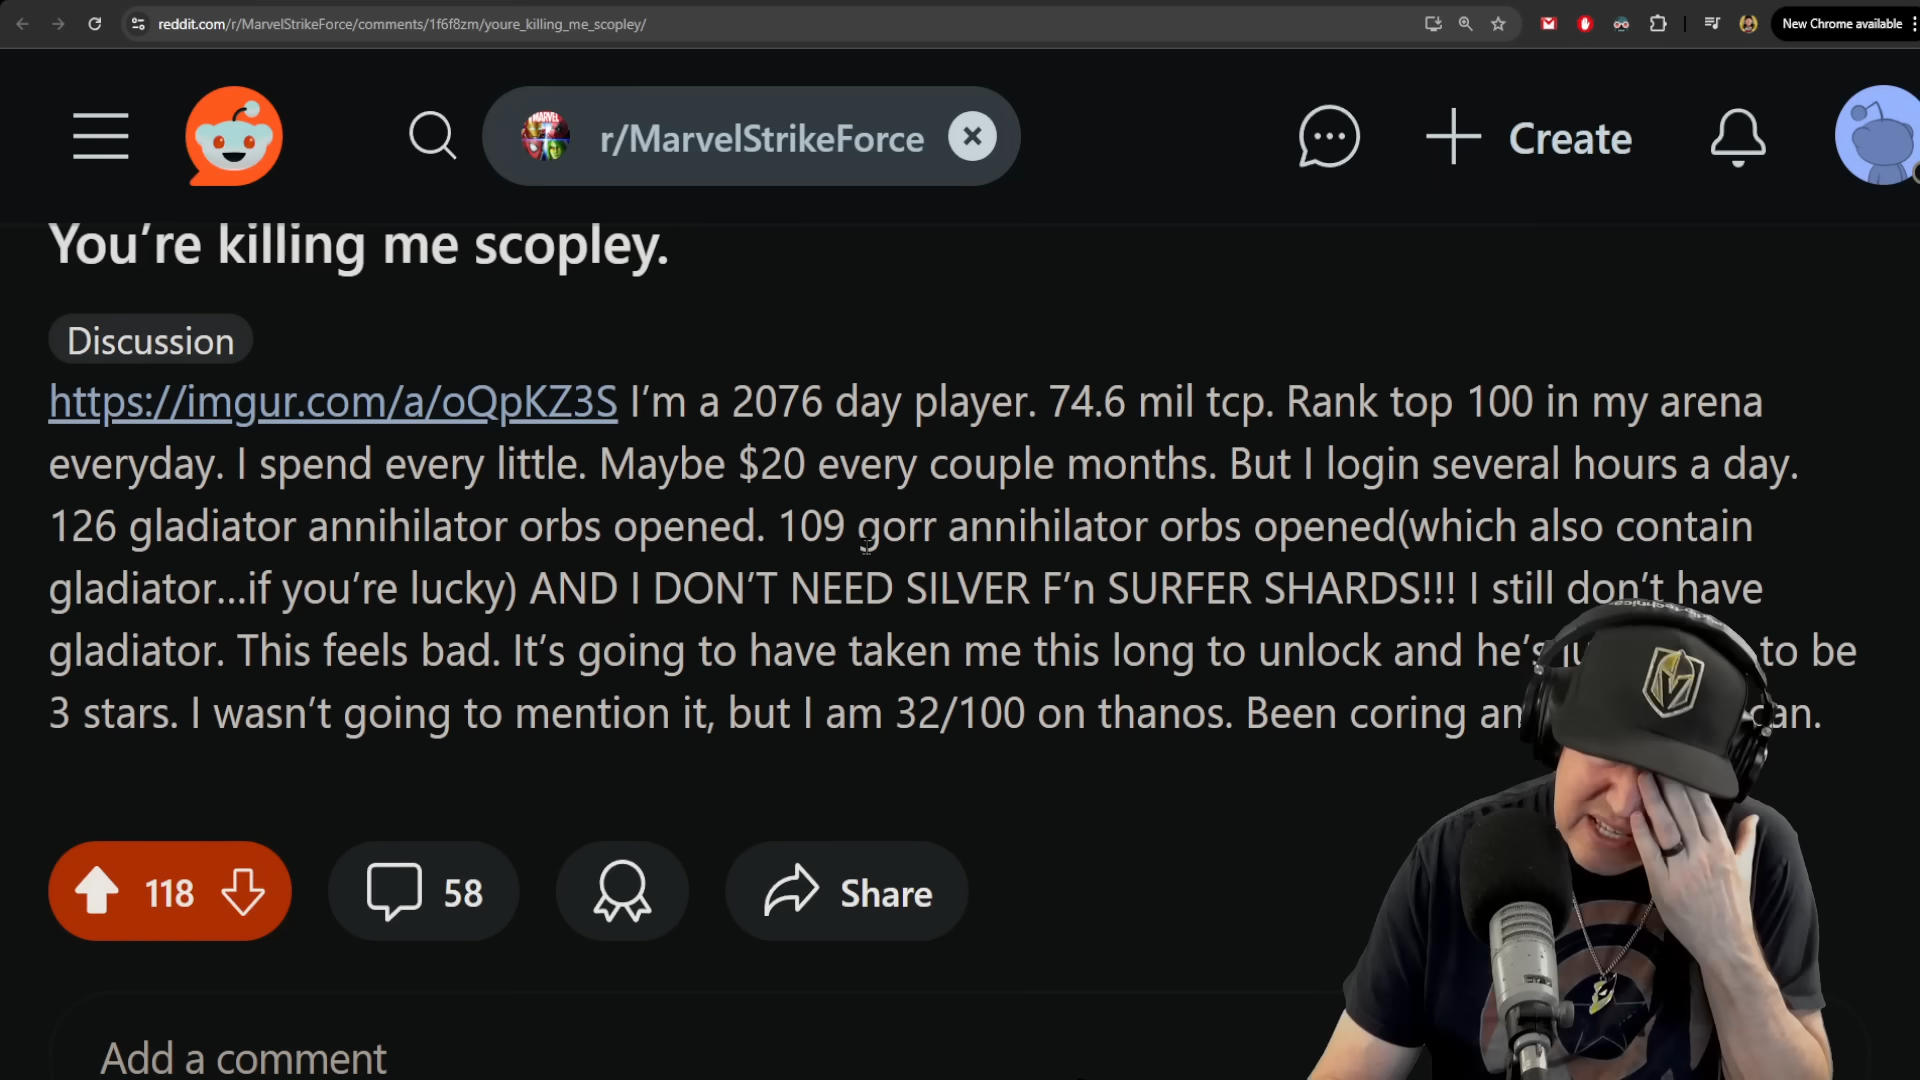 reddit.com/r/MarvelStrikeForce/comments/1f6f8zm/youre_killing_me_scopley/
New Chrome available
MARVEL
r/MarvelStrikeForce
Create
You’re killing me scopley.
Discussion
https://imgur.com/a/oQpKZ3S I’m a 2076 day player. 74.6 mil tcp. Rank top 100 in my arena
everyday. I spend every little. Maybe $20 every couple months. But I login several hours a day.
126 gladiator annihilator orbs opened. 109 gorr annihilator orbs opened(which also contain
gladiator...if you’re lucky) AND I DON’T NEED SILVER F’n SURFER SHARDS!!! I still don’t have
gladiator. This feels bad. It’s going to have taken me this long to unlock and he’s to be
3 stars. I wasn’t going to mention it, but I am 32/100 on thanos. Been coring can.
118
58
Share
Add a comment